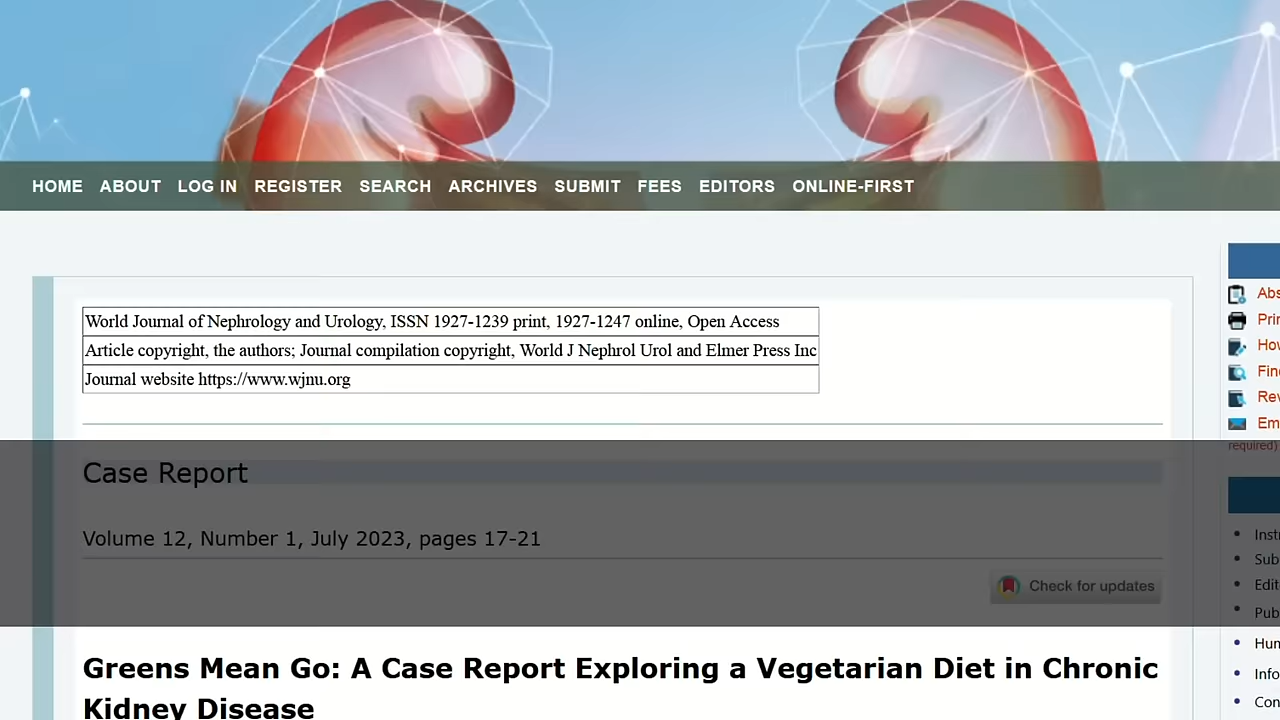 HOME ABOUT LOG IN REGISTER SEARCH ARCHIVES SUBMIT FEES EDITORS ONLINE-FIRST
World Journal of Nephrology and Urology, ISSN 1927-1239 print, 1927-1247 online, Open Access
Article copyright, the authors; Journal compilation copyright, World J Nephrol Urol and Elmer Press Inc
Journal website https://www.wjnu.org
Case Report
Volume 12, Number 1, July 2023, pages 17-21
Check for updates
Greens Mean Go: A Case Report Exploring a Vegetarian Diet in Chronic
Kidney Disease
required)